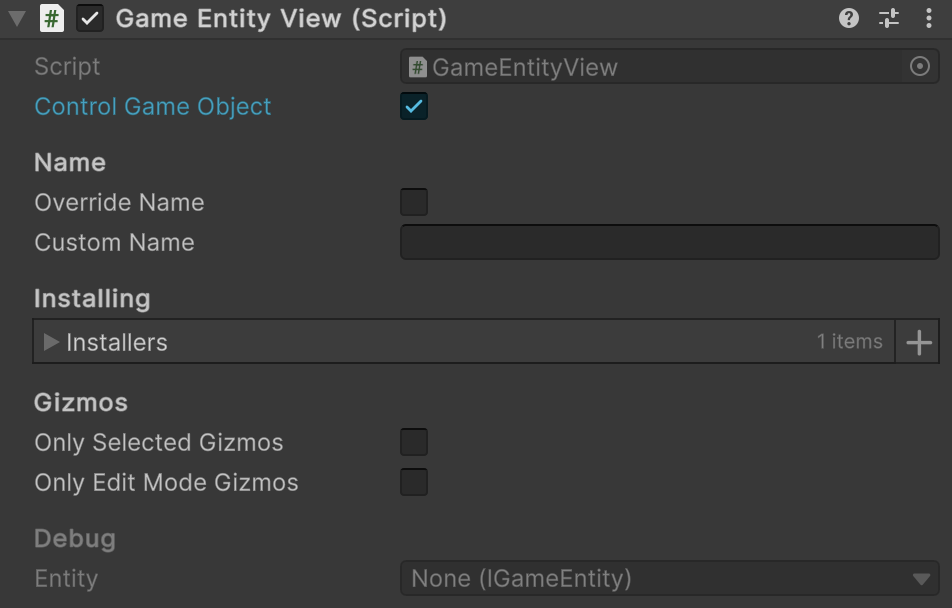 Game Entity View (Script)
Script
# GameEntityView
Control Game Object
Name
Override Name
Custom Name
Installing
Installers 1 items
Gizmos
Only Selected Gizmos
Only Edit Mode Gizmos
Debug
Entity None (IGameEntity)